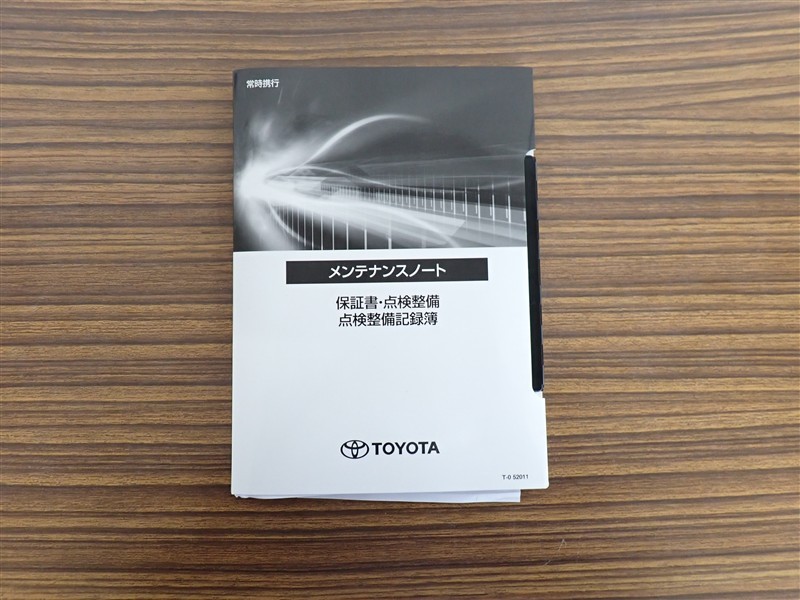 常時携行
メンテナンスノート
保証書・点検整備
点検整備記録簿
TOYOTA
T-0 52011